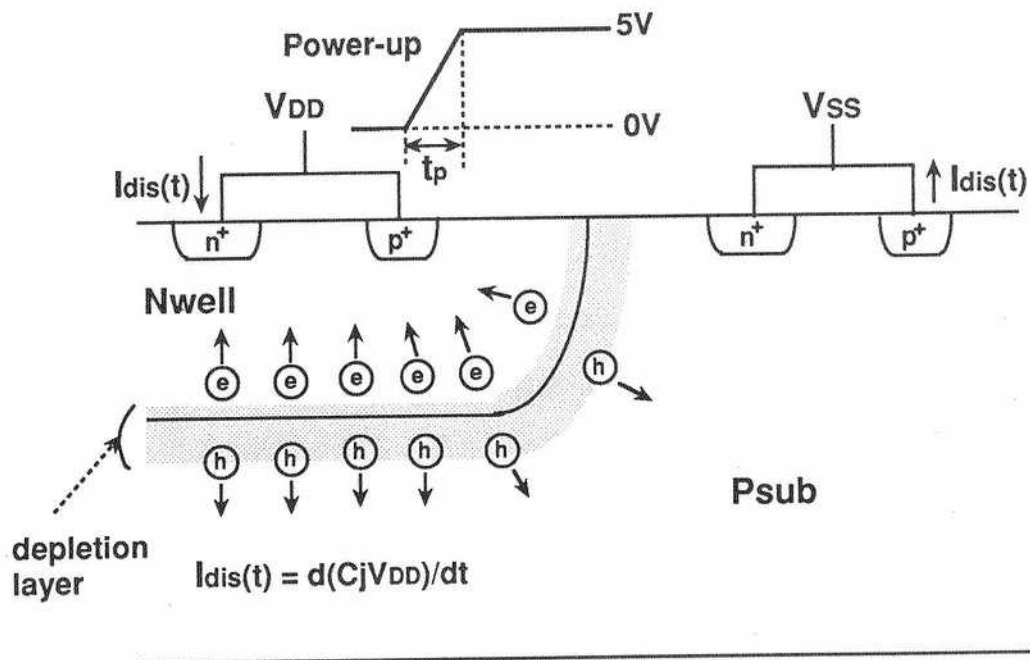 Power-up
5V
VDD
VSS
0V
tp
Idis(t)
Idis(t)
n+
p+
n+
p+
Nwell
e
e
e
e
e
e
h
h
h
h
h
h
h
Psub
depletion
layer
Idis(t) = d(CjVDD)/dt